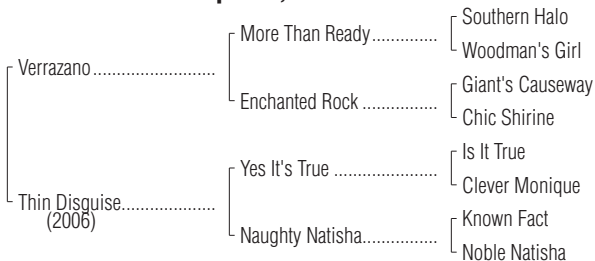 Southern Halo
More Than Ready..............
Woodman's Girl
Verrazano.........................
Giant's Causeway
Enchanted Rock ................
Chic Shirine
Is It True
Yes It's True ......................
Clever Monique
Thin Disguise....................
(2006)
Known Fact
Naughty Natisha................
Noble Natisha